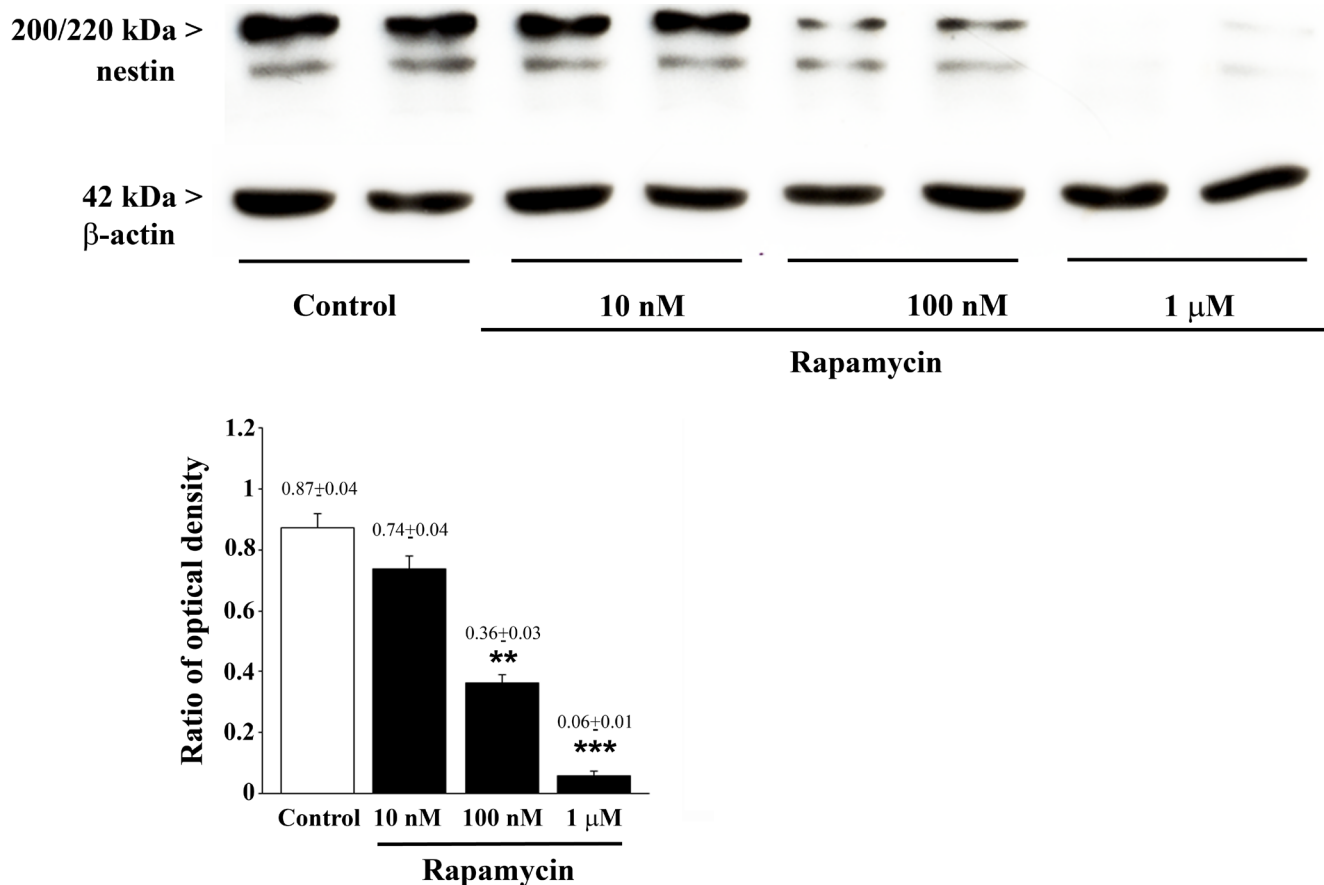 200/220 kDa >
nestin
42 kDa >
β-actin
Control 10 nM 100 nM 1 μM
Rapamycin
Ratio of optical density
1.2
1
0.8
0.6
0.4
0.2
0
0.87±0.04
0.74±0.04
0.36±0.03
**
0.06±0.01
***
Control 10 nM 100 nM 1 μM
Rapamycin